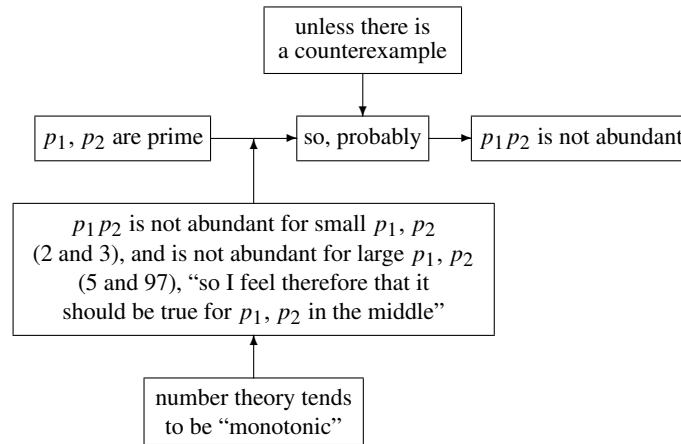 unless there is
a counterexample
p₁, p₂ are prime
so, probably
p₁p₂ is not abundant
p₁p₂ is not abundant for small p₁, p₂
(2 and 3), and is not abundant for large p₁, p₂
(5 and 97), “so I feel therefore that it
should be true for p₁, p₂ in the middle”
number theory tends
to be “monotonic”